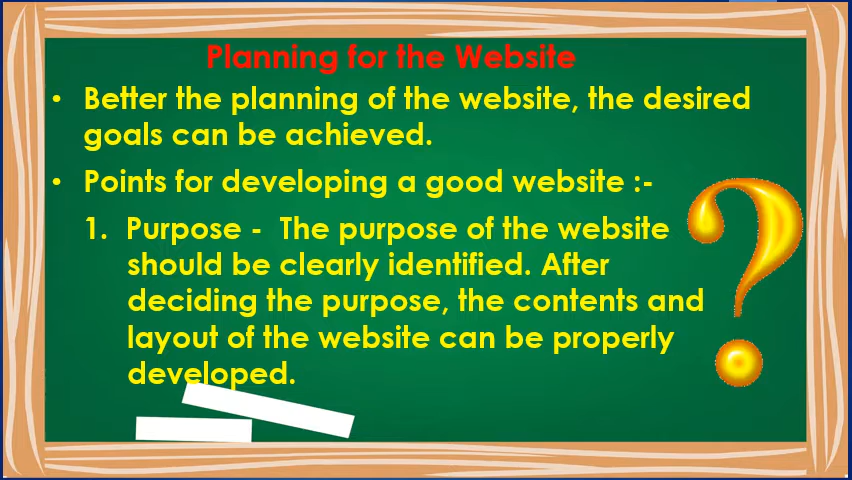 Planning for the Website
• Better the planning of the website, the desired
goals can be achieved.
• Points for developing a good website :-
1. Purpose - The purpose of the website
should be clearly identified. After
deciding the purpose, the contents and
layout of the website can be properly
developed.
?